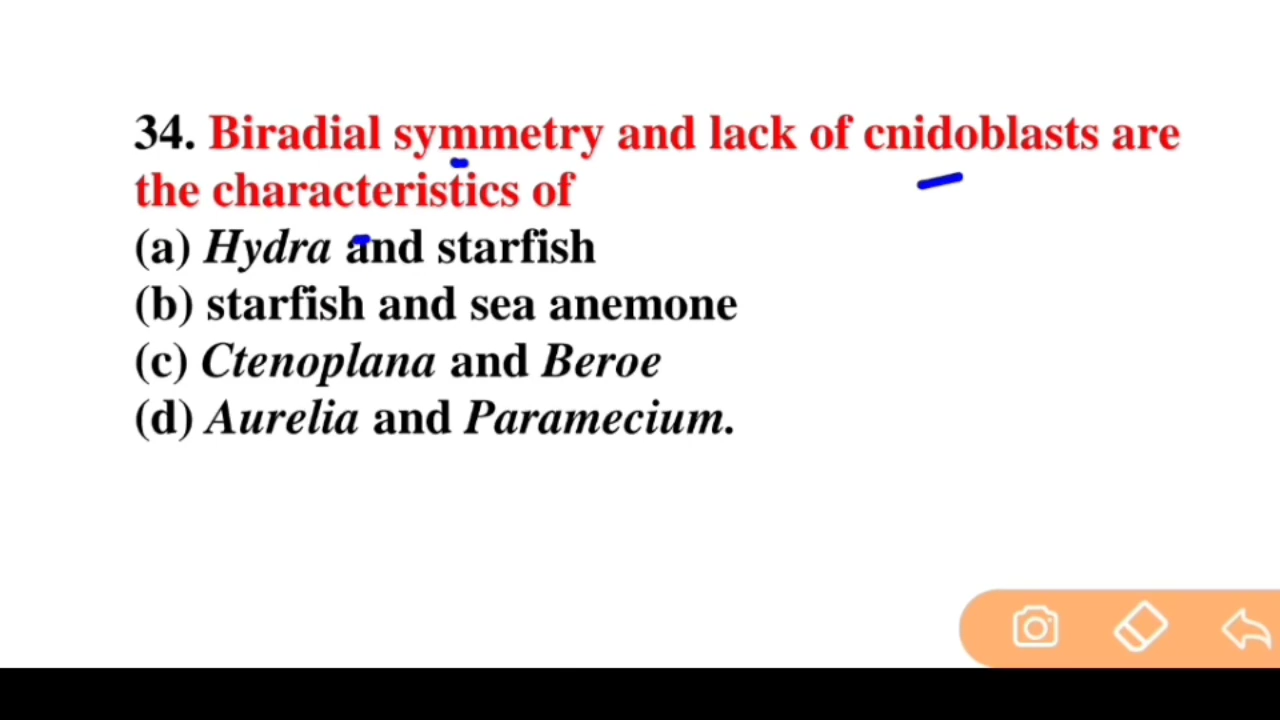 34. Biradial symmetry and lack of cnidoblasts are
the characteristics of
(a) Hydra and starfish
(b) starfish and sea anemone
(c) Ctenoplana and Beroe
(d) Aurelia and Paramecium.